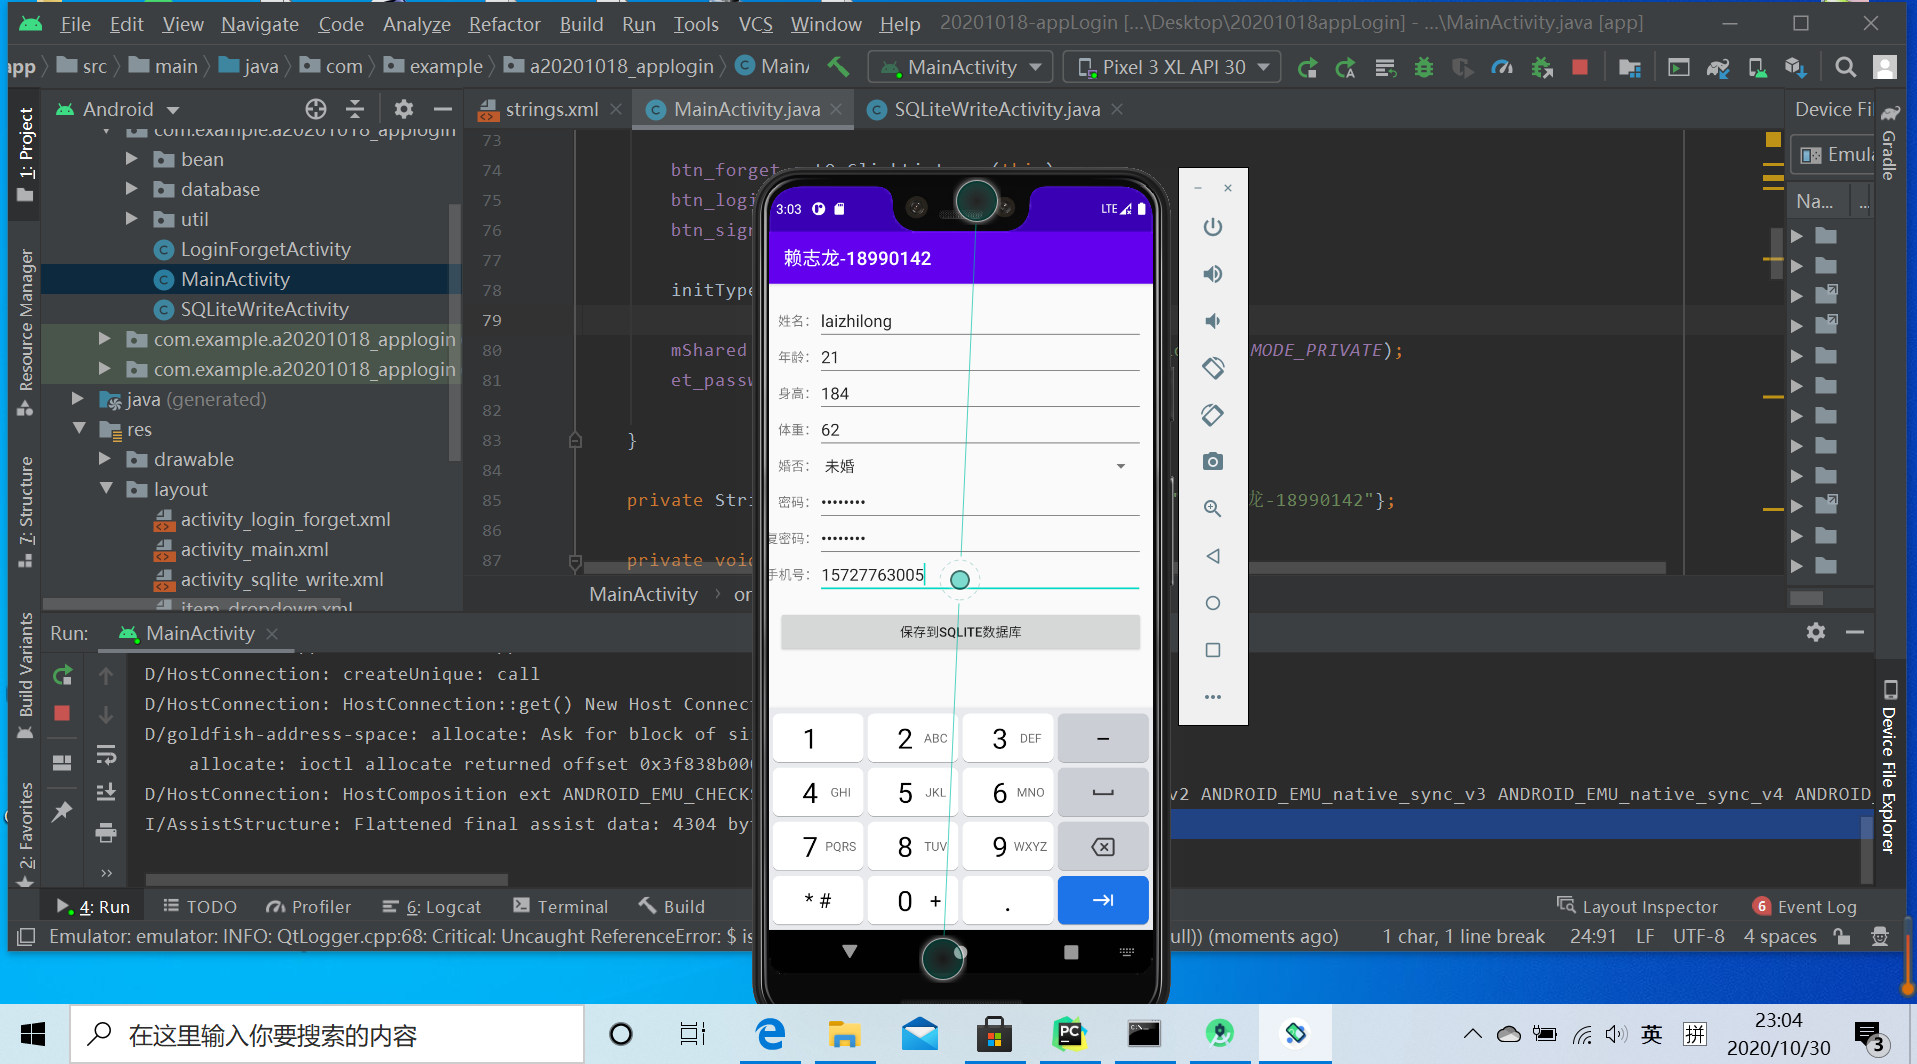 File Edit View Navigate Code Analyze Refactor Build Run Tools VCS Window Help 20201018-appLogin [...\Desktop\20201018appLogin] - ...\MainActivity.java [app]
app src main java com example a20201018_applogin MainA MainActivity Pixel 3 XL API 30
1: Project
Resource Manager
7: Structure
Build Variants
2: Favorites
Android
com.example.a20201018_applogin
bean
database
util
LoginForgetActivity
MainActivity
SQLiteWriteActivity
com.example.a20201018_applogin
com.example.a20201018_applogin
java (generated)
res
drawable
layout
activity_login_forget.xml
activity_main.xml
activity_sqlite_write.xml
item_dropdown.xml
strings.xml MainActivity.java SQLiteWriteActivity.java
73
74 btn_forget
75 btn_logi
76 btn_sign
77
78 initType
79
80 mShared MODE_PRIVATE);
81 et_passw
82
83 }
84
85 private Stri 龙-18990142"};
86
87 private void
MainActivity › on
Device Fil
Emula
Na... ...
Gradle
Device File Explorer
3:03 LTE
赖志龙-18990142
姓名: laizhilong
年龄: 21
身高: 184
体重: 62
婚否: 未婚
密码: ••••••••
复密码: ••••••••
手机号: 15727763005
保存到SQLITE数据库
1 2 ABC 3 DEF –
4 GHI 5 JKL 6 MNO
7 PQRS 8 TUV 9 WXYZ
* # 0 + .
Run: MainActivity
D/HostConnection: createUnique: call
D/HostConnection: HostConnection::get() New Host Connect
D/goldfish-address-space: allocate: Ask for block of siz
allocate: ioctl allocate returned offset 0x3f838b000
D/HostConnection: HostComposition ext ANDROID_EMU_CHECKS v2 ANDROID_EMU_native_sync_v3 ANDROID_EMU_native_sync_v4 ANDROID_
I/AssistStructure: Flattened final assist data: 4304 byt
4: Run TODO Profiler 6: Logcat Terminal Build Layout Inspector 6 Event Log
Emulator: emulator: INFO: QtLogger.cpp:68: Critical: Uncaught ReferenceError: $ is ull)) (moments ago) 1 char, 1 line break 24:91 LF UTF-8 4 spaces
在这里输入你要搜索的内容
英 拼
23:04
2020/10/30
3